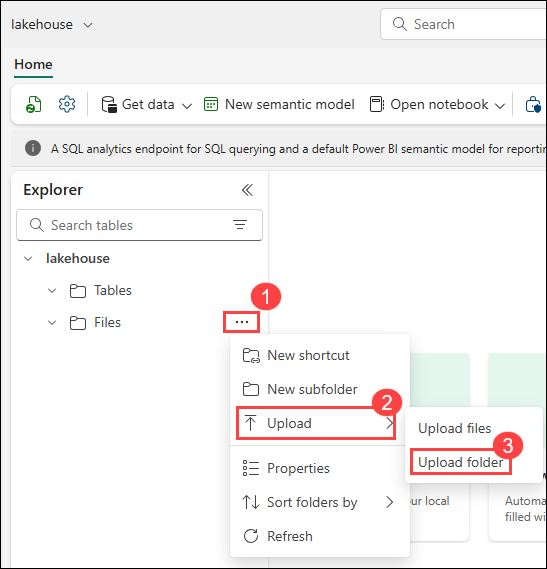 lakehouse
Search
Home
Get data
New semantic model
Open notebook
A SQL analytics endpoint for SQL querying and a default Power BI semantic model for reporting
Explorer
Search tables
lakehouse
Tables
1
Files
...
New shortcut
New subfolder
2
Upload
Upload files
3
Upload folder
Properties
Sort folders by
our local
Automa
filled wi
Refresh